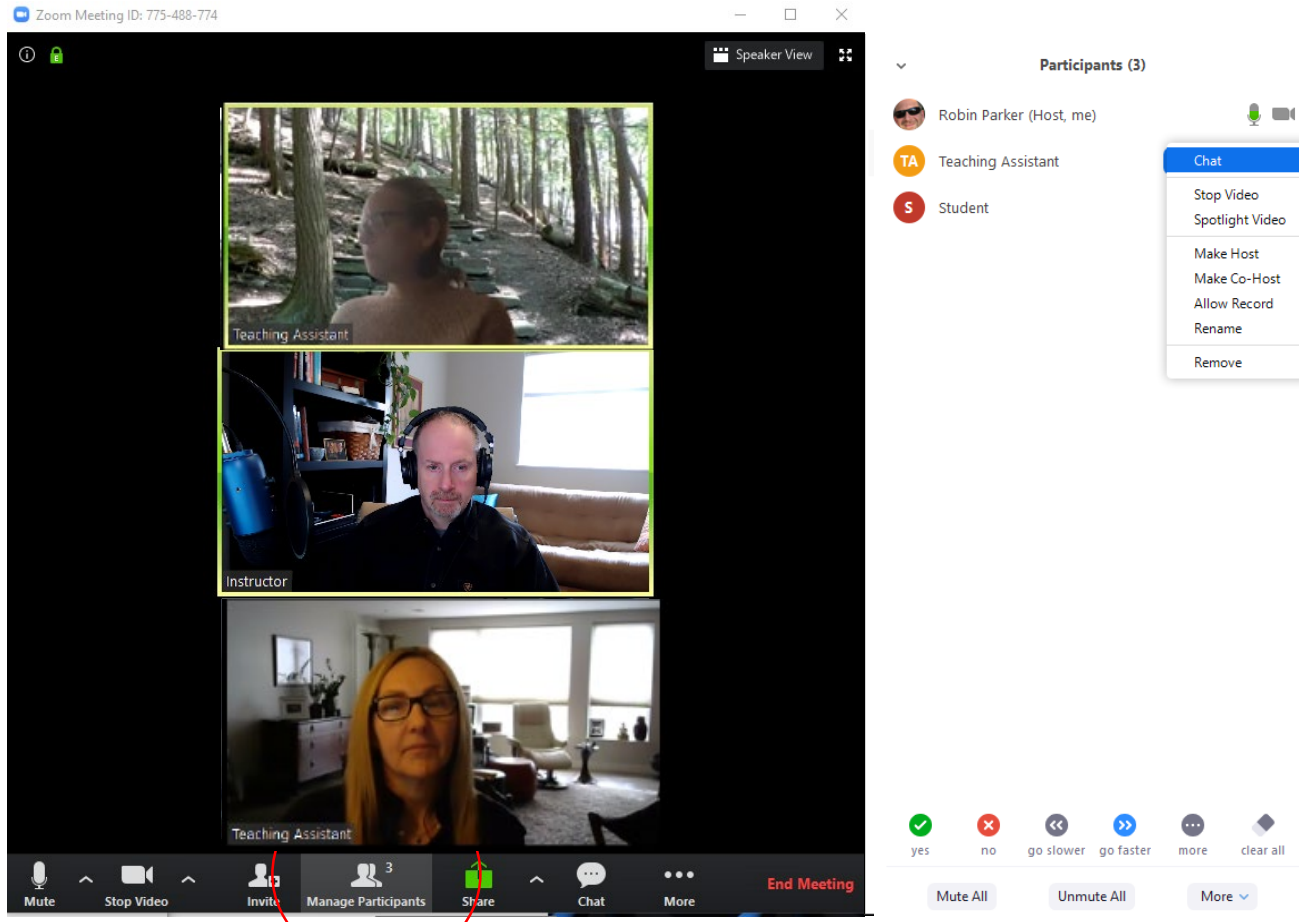 Zoom Meeting ID: 775-488-774
Speaker View
Teaching Assistant
Instructor
Teaching Assistant
3
Mute
Stop Video
Invite
Manage Participants
Share
Chat
More
End Meeting
Participants (3)
Robin Parker (Host, me)
TA Teaching Assistant
S Student
Chat
Stop Video
Spotlight Video
Make Host
Make Co-Host
Allow Record
Rename
Remove
yes
no
go slower
go faster
more
clear all
Mute All
Unmute All
More